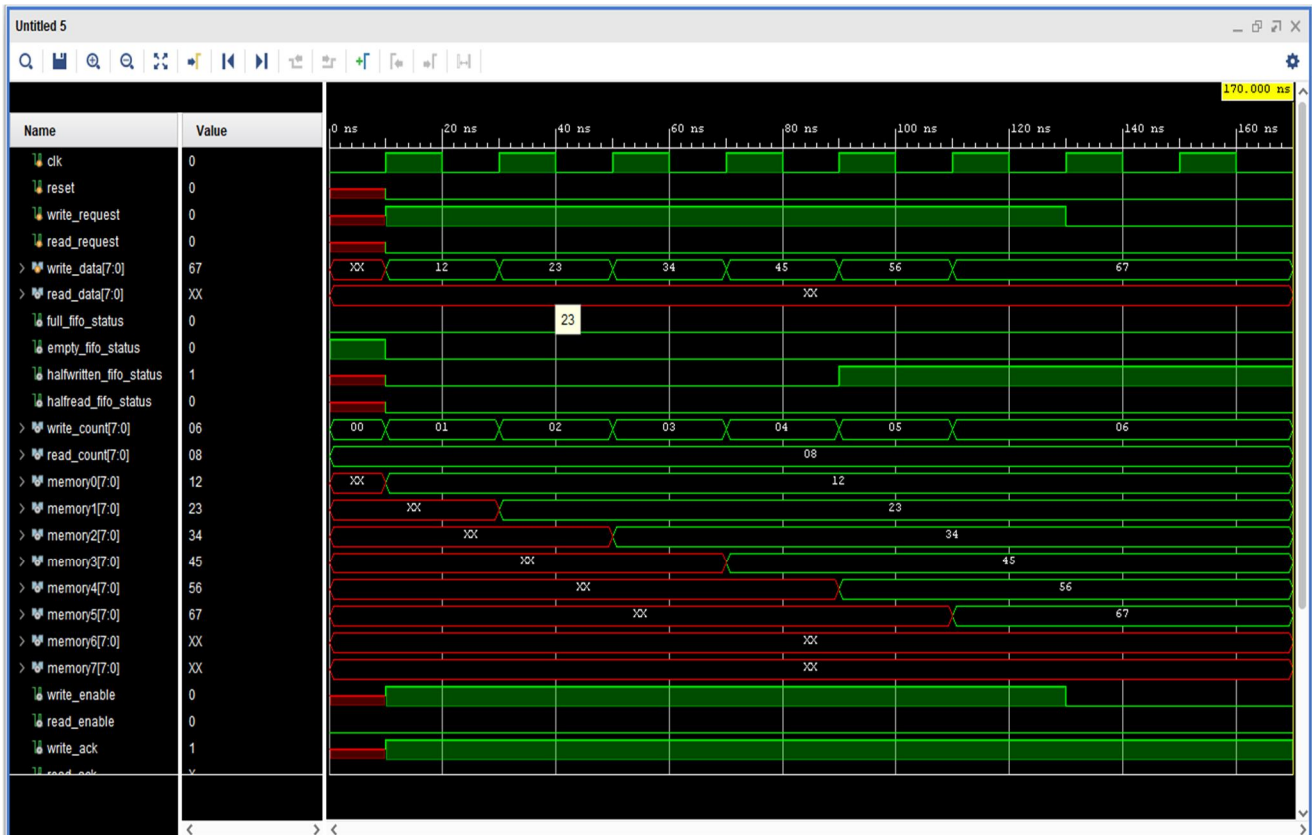 Untitled 5
170.000 ns
Name Value 0 ns 20 ns 40 ns 60 ns 80 ns 100 ns 120 ns 140 ns 160 ns
clk 0
reset 0
write_request 0
read_request 0
write_data[7:0] 67 XX 12 23 34 45 56 67
read_data[7:0] XX XX
full_fifo_status 0 23
empty_fifo_status 0
halfwritten_fifo_status 1
halfread_fifo_status 0
write_count[7:0] 06 00 01 02 03 04 05 06
read_count[7:0] 08 08
memory0[7:0] 12 XX 12
memory1[7:0] 23 XX 23
memory2[7:0] 34 XX 34
memory3[7:0] 45 XX 45
memory4[7:0] 56 XX 56
memory5[7:0] 67 XX 67
memory6[7:0] XX XX
memory7[7:0] XX XX
write_enable 0
read_enable 0
write_ack 1